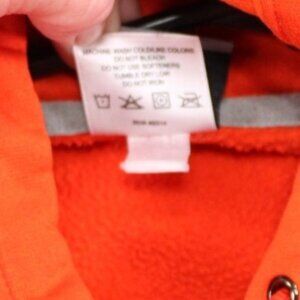 MACHINE WASH COLD/LIKE COLORS
DO NOT BLEACH
DO NOT USE SOFTENERS
TUMBLE DRY LOW
DO NOT IRON